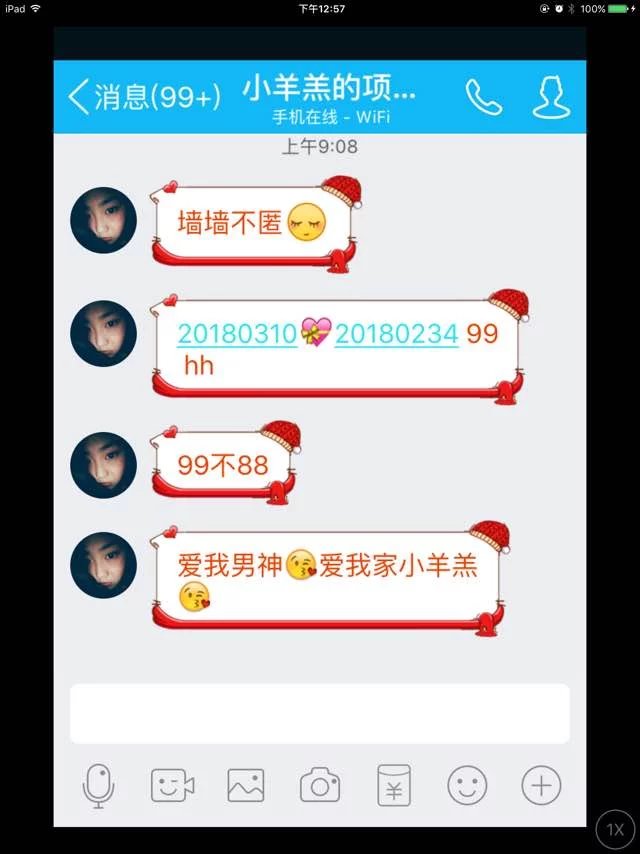 iPad
下午12:57
100%
消息(99+)
小羊羔的项...
手机在线 - WiFi
上午9:08
墙墙不匿😌
20180310💝20180234 99
hh
99不88
爱我男神😘爱我家小羊羔
😘
¥
1X